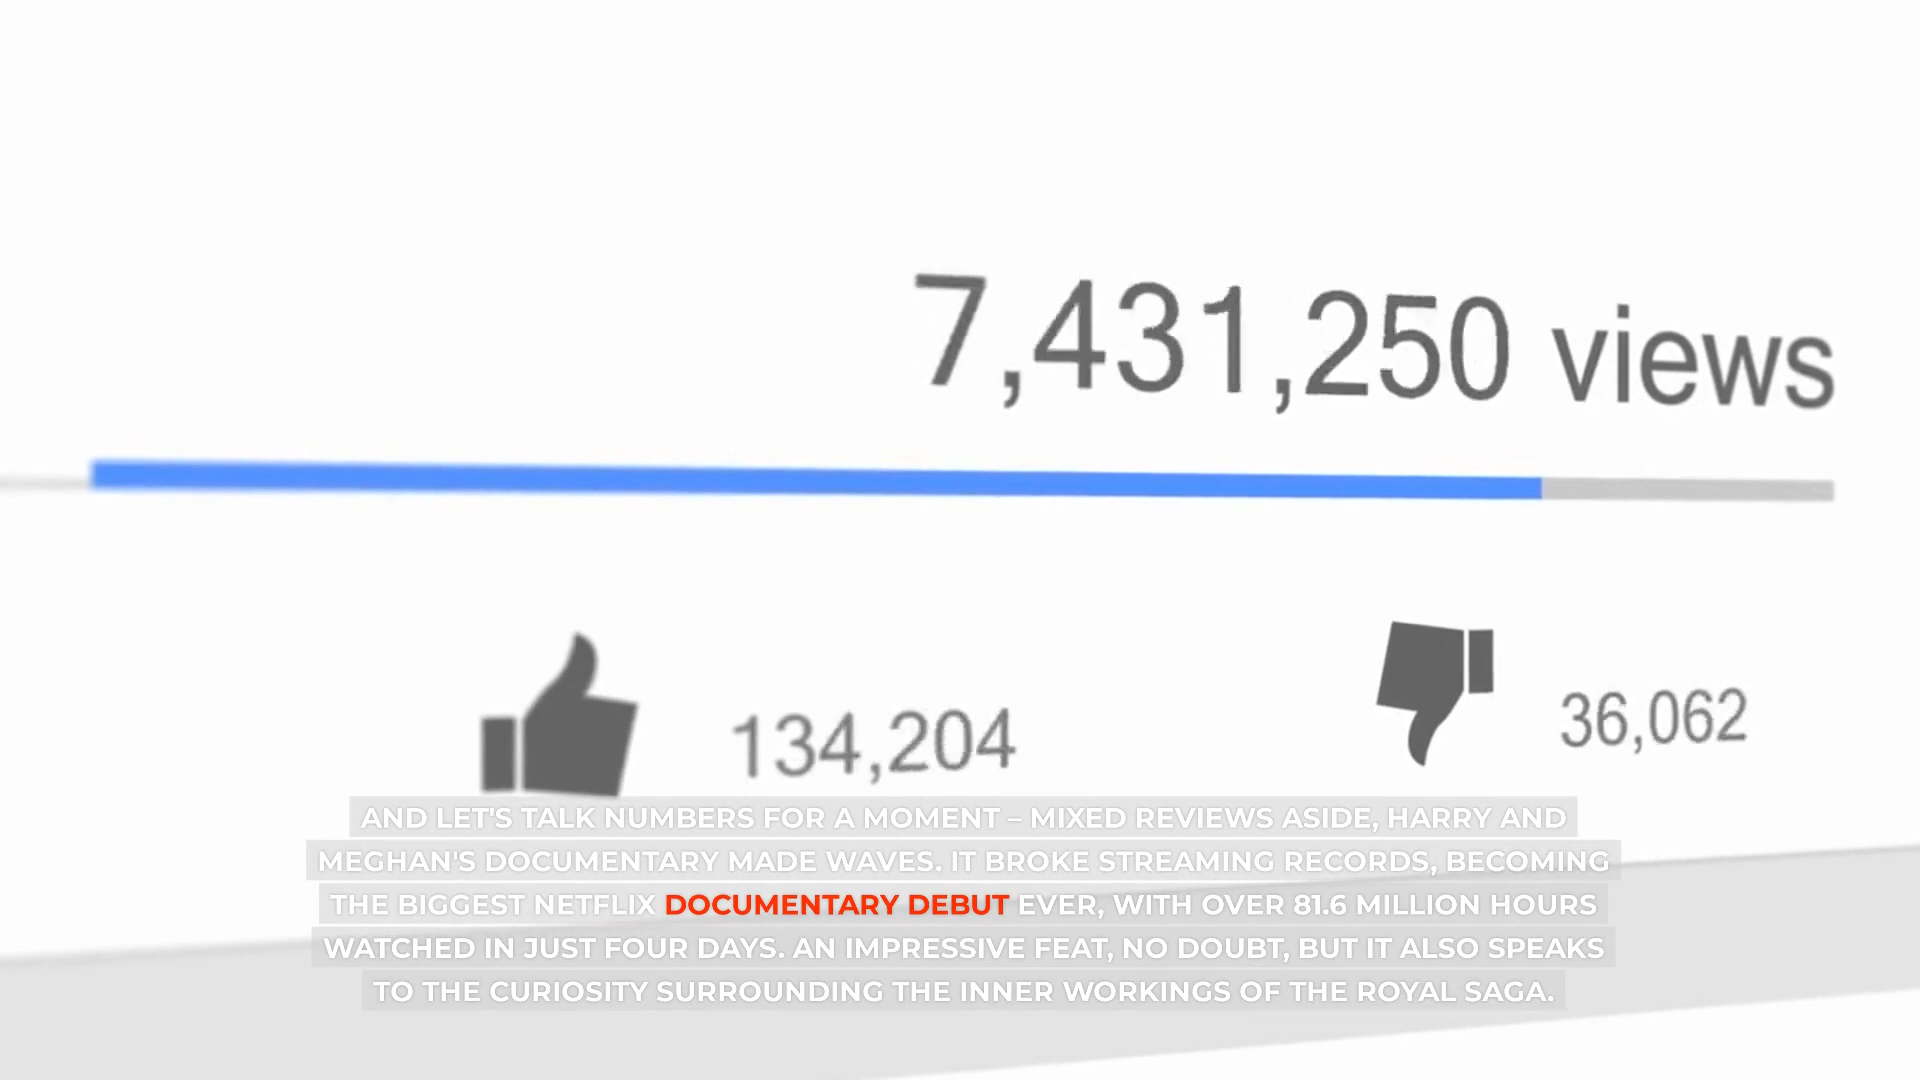 7,431,250 views
134,204
36,062
AND LET'S TALK NUMBERS FOR A MOMENT – MIXED REVIEWS ASIDE, HARRY AND
MEGHAN'S DOCUMENTARY MADE WAVES. IT BROKE STREAMING RECORDS, BECOMING
THE BIGGEST NETFLIX DOCUMENTARY DEBUT EVER, WITH OVER 81.6 MILLION HOURS
WATCHED IN JUST FOUR DAYS. AN IMPRESSIVE FEAT, NO DOUBT, BUT IT ALSO SPEAKS
TO THE CURIOSITY SURROUNDING THE INNER WORKINGS OF THE ROYAL SAGA.